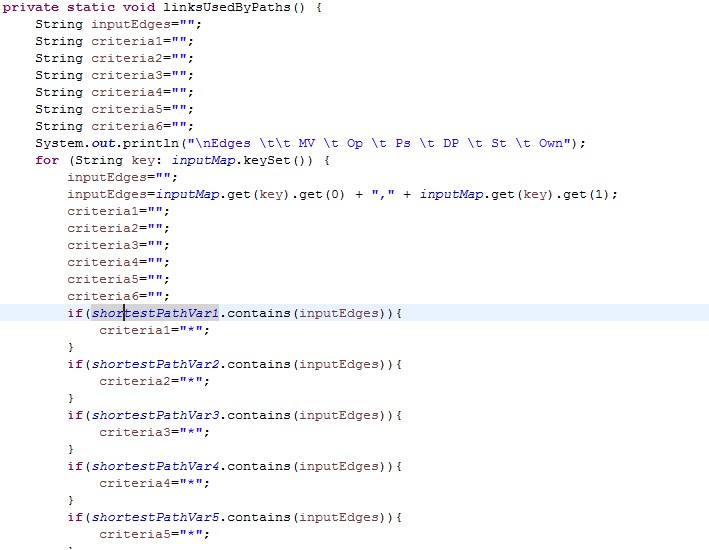 private static void linksUsedByPaths() {
    String inputEdges="";
    String criteria1="";
    String criteria2="";
    String criteria3="";
    String criteria4="";
    String criteria5="";
    String criteria6="";
    System.out.println("\nEdges \t\t MV \t Op \t Ps \t DP \t St \t Own");
    for (String key: inputMap.keySet()) {
        inputEdges="";
        inputEdges=inputMap.get(key).get(0) + "," + inputMap.get(key).get(1);
        criteria1="";
        criteria2="";
        criteria3="";
        criteria4="";
        criteria5="";
        criteria6="";
        if(shortestPathVar1.contains(inputEdges)){
            criteria1="*";
        }
        if(shortestPathVar2.contains(inputEdges)){
            criteria2="*";
        }
        if(shortestPathVar3.contains(inputEdges)){
            criteria3="*";
        }
        if(shortestPathVar4.contains(inputEdges)){
            criteria4="*";
        }
        if(shortestPathVar5.contains(inputEdges)){
            criteria5="*";